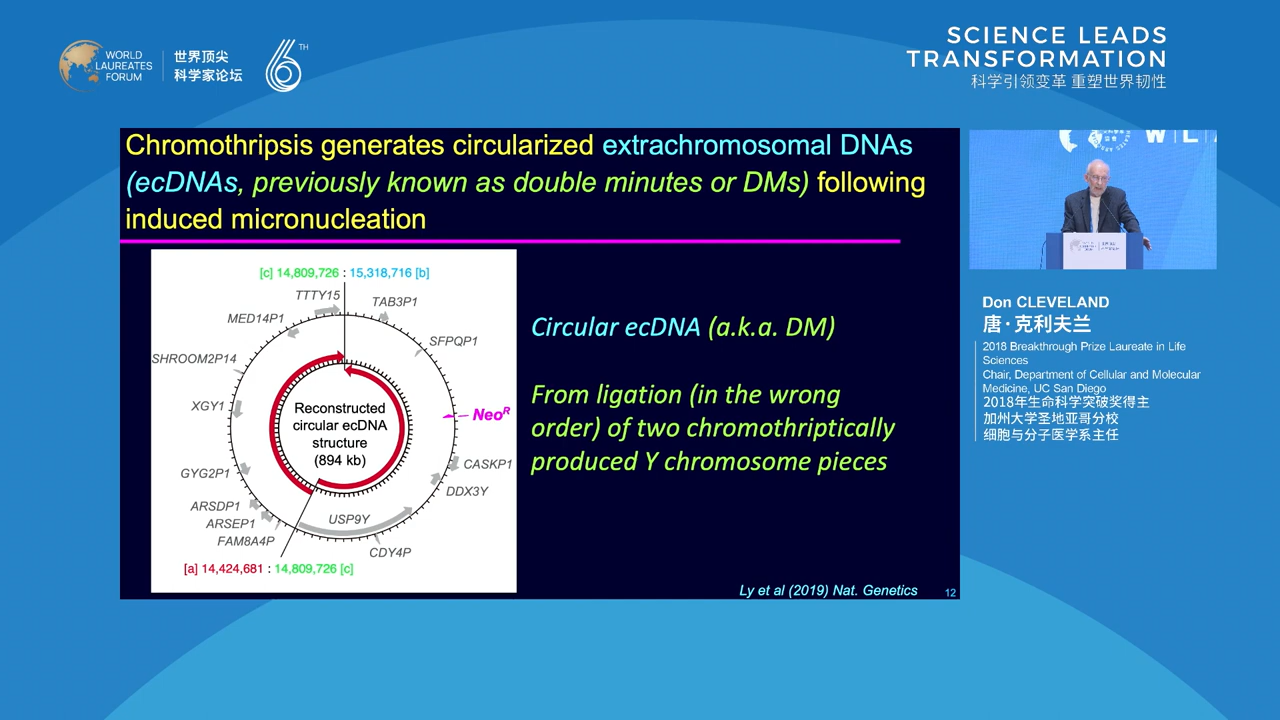 WORLD
LAUREATES
FORUM
世界顶尖
科学家论坛
6TH
SCIENCE LEADS
TRANSFORMATION
科学引领变革 重塑世界韧性
Chromothripsis generates circularized extrachromosomal DNAs
(ecDNAs, previously known as double minutes or DMs) following
induced micronucleation
[c] 14,809,726 : 15,318,716 [b]
TTTY15
TAB3P1
MED14P1
SFPQP1
SHROOM2P14
XGY1
NeoR
GYG2P1
CASKP1
DDX3Y
ARSDP1
ARSEP1
FAM8A4P
USP9Y
CDY4P
Reconstructed
circular ecDNA
structure
(894 kb)
[a] 14,424,681 : 14,809,726 [c]
Circular ecDNA (a.k.a. DM)
From ligation (in the wrong
order) of two chromothriptically
produced Y chromosome pieces
Ly et al (2019) Nat. Genetics
12
Don CLEVELAND
唐·克利夫兰
2018 Breakthrough Prize Laureate in Life
Sciences
Chair, Department of Cellular and Molecular
Medicine, UC San Diego
2018年生命科学突破奖得主
加州大学圣地亚哥分校
细胞与分子医学系主任